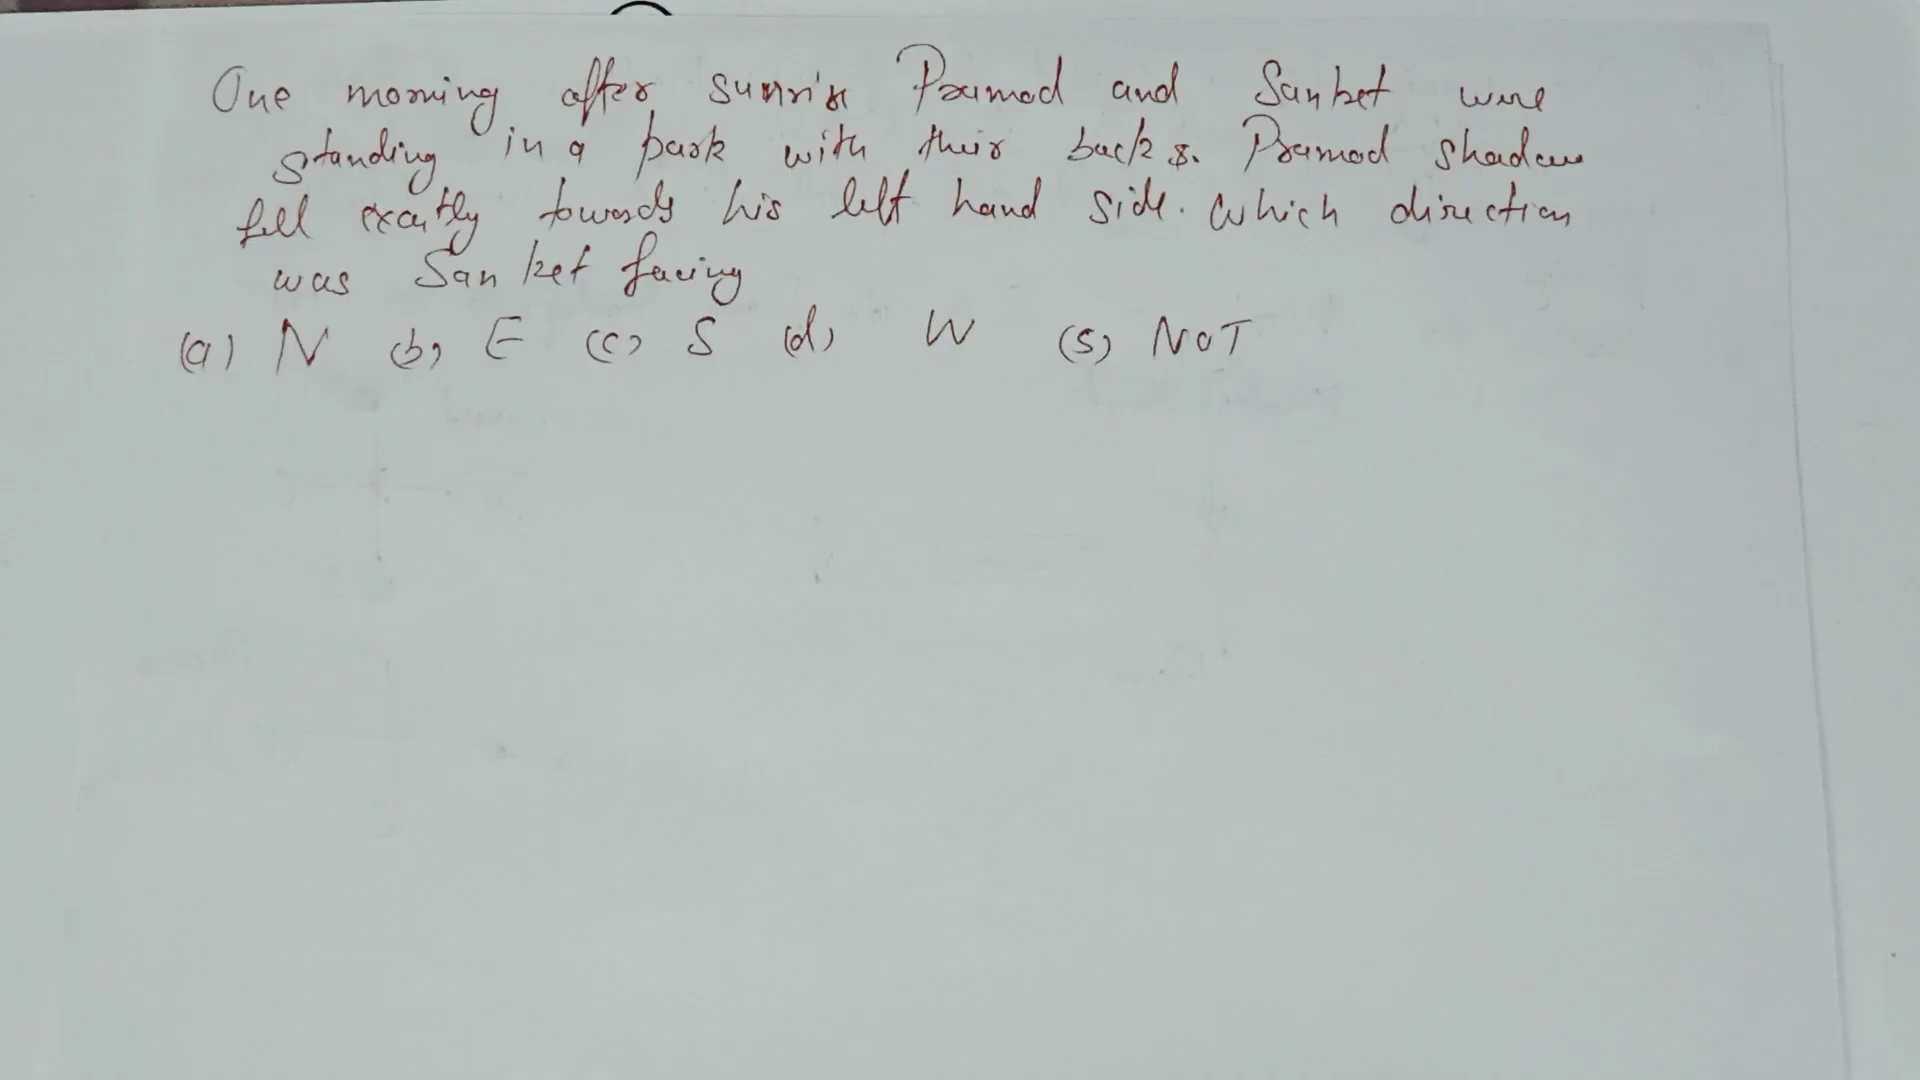 One morning after sunrise Pramod and Sanket were
standing in a park with their backs. Pramod shadow
fell exactly towards his left hand side. Which direction
was Sanket facing
(a) N (b) E (c) S (d) W (5) NOT